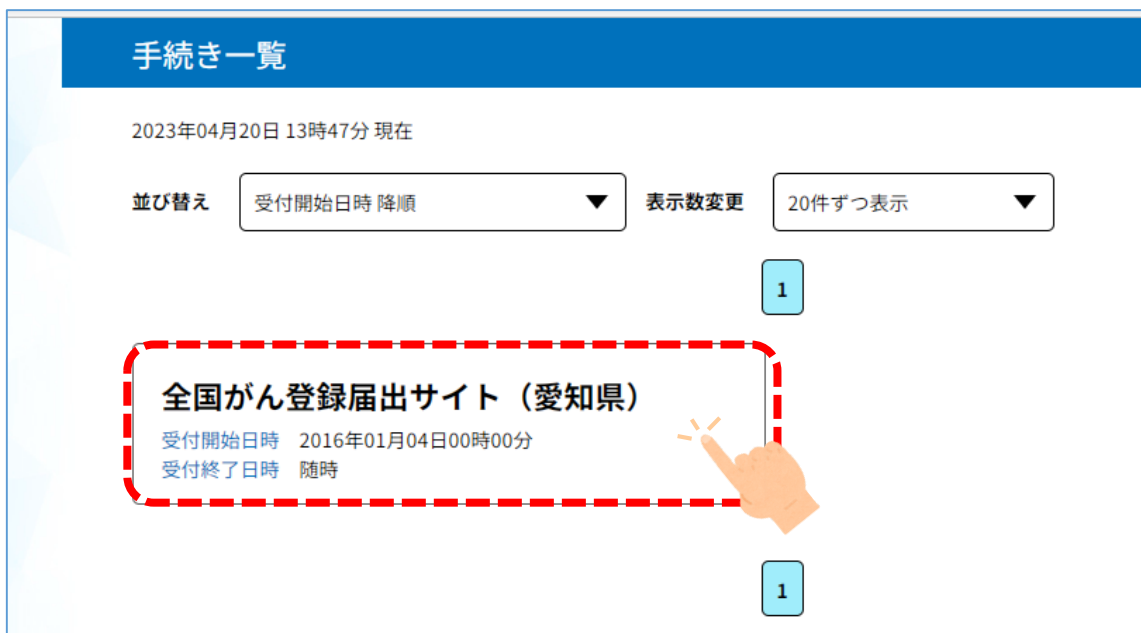 手続き一覧
2023年04月20日 13時47分 現在
並び替え 受付開始日時 降順 ▼ 表示数変更 20件ずつ表示 ▼
1
全国がん登録届出サイト（愛知県）
受付開始日時 2016年01月04日00時00分
受付終了日時 随時
1